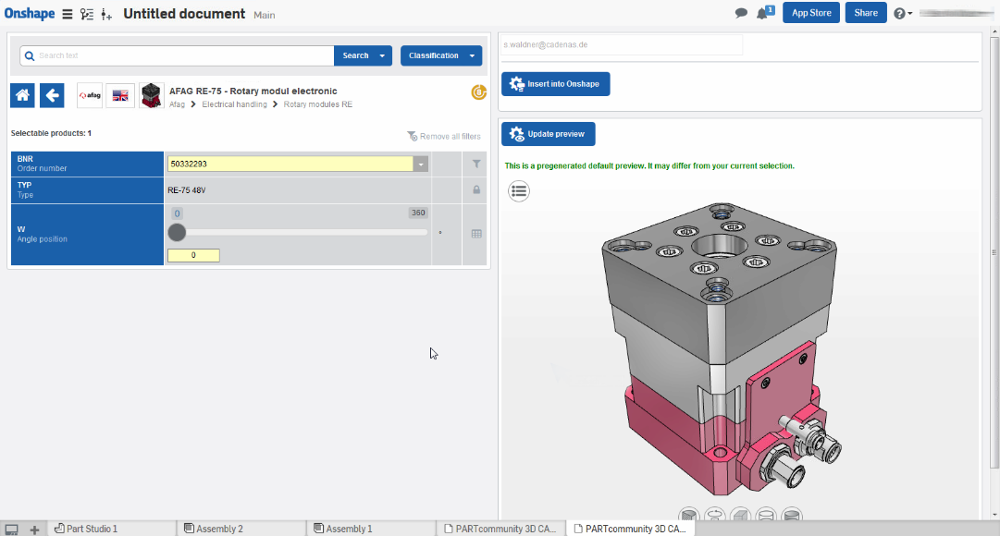 Onshape Untitled document Main 1 App Store Share ?
Search text Search Classification
s.waldner@cadenas.de
Insert into Onshape
afag AFAG RE-75 - Rotary modul electronic
Afag Electrical handling Rotary modules RE
Selectable products: 1 Remove all filters
Update preview
This is a pregenerated default preview. It may differ from your current selection.
BNR
Order number
50332293
TYP
Type
RE-75 48V
W
Angle position
0 360
°
0
Part Studio 1 Assembly 2 Assembly 1 PARTcommunity 3D CA... PARTcommunity 3D CA...